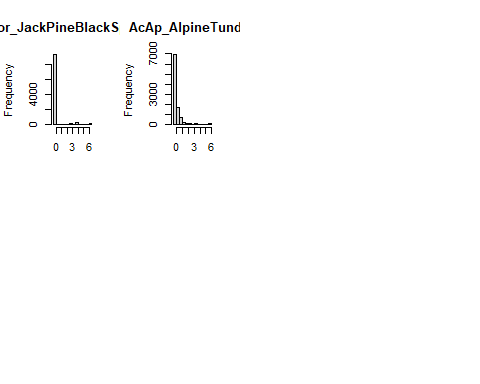 or_JackPineBlackS
AcAp_AlpineTund
Frequency
0 4000
0 3 6
Frequency
0 3000 7000
0 3 6